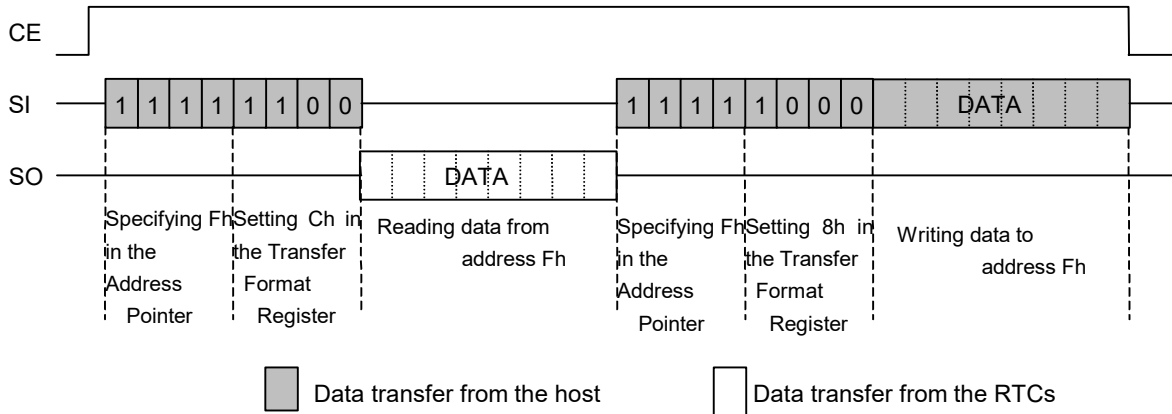 CE
SI 1 1 1 1 1 1 0 0 1 1 1 1 1 0 0 0 DATA
SO DATA
Specifying Fh
in the
Address
Pointer
Setting Ch in
the Transfer
Format
Register
Reading data from
address Fh
Specifying Fh
in the
Address
Pointer
Setting 8h in
the Transfer
Format
Register
Writing data to
address Fh
Data transfer from the host
Data transfer from the RTCs